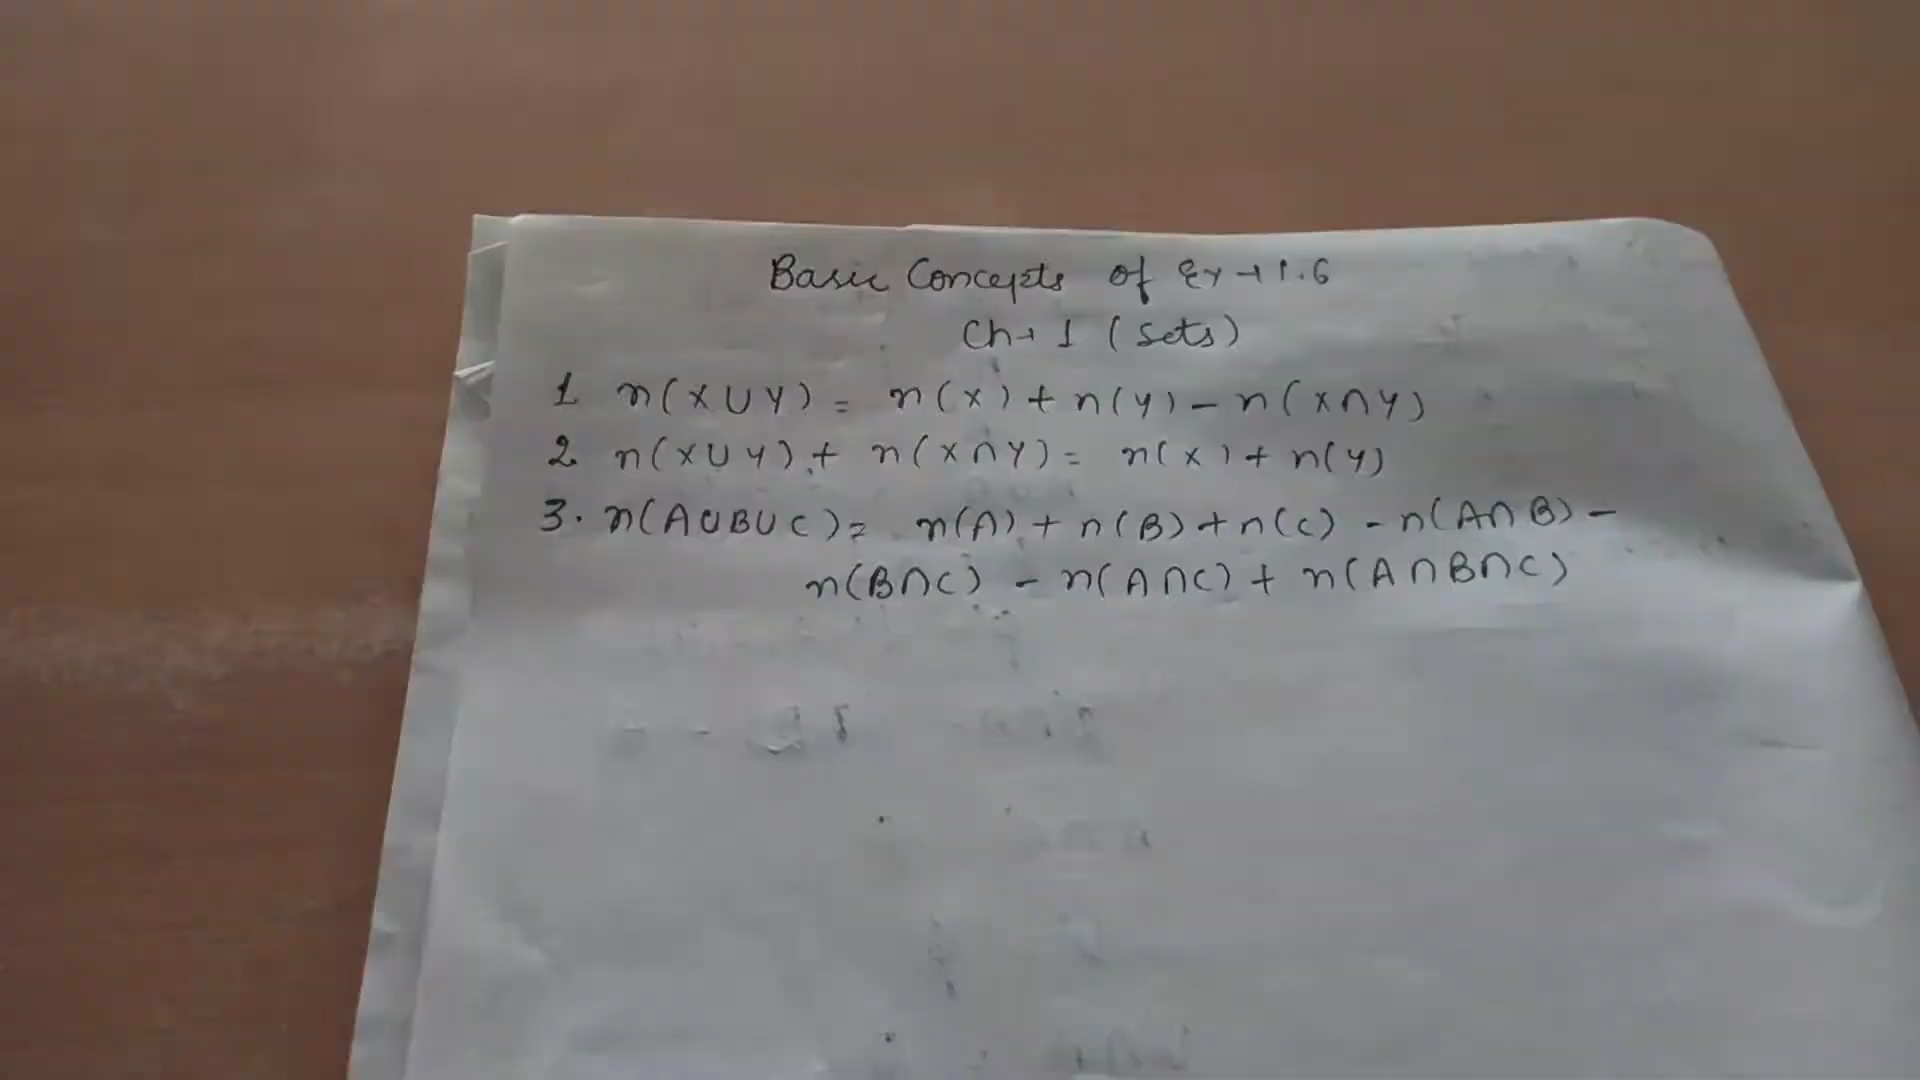 Basic Concepts of Ex → 1.6
Ch → 1 (Sets)
1 n(X∪Y) = n(X) + n(Y) - n(X∩Y)
2 n(X∪Y) + n(X∩Y) = n(X) + n(Y)
3. n(A∪B∪C) = n(A) + n(B) + n(C) - n(A∩B) -
n(B∩C) - n(A∩C) + n(A∩B∩C)